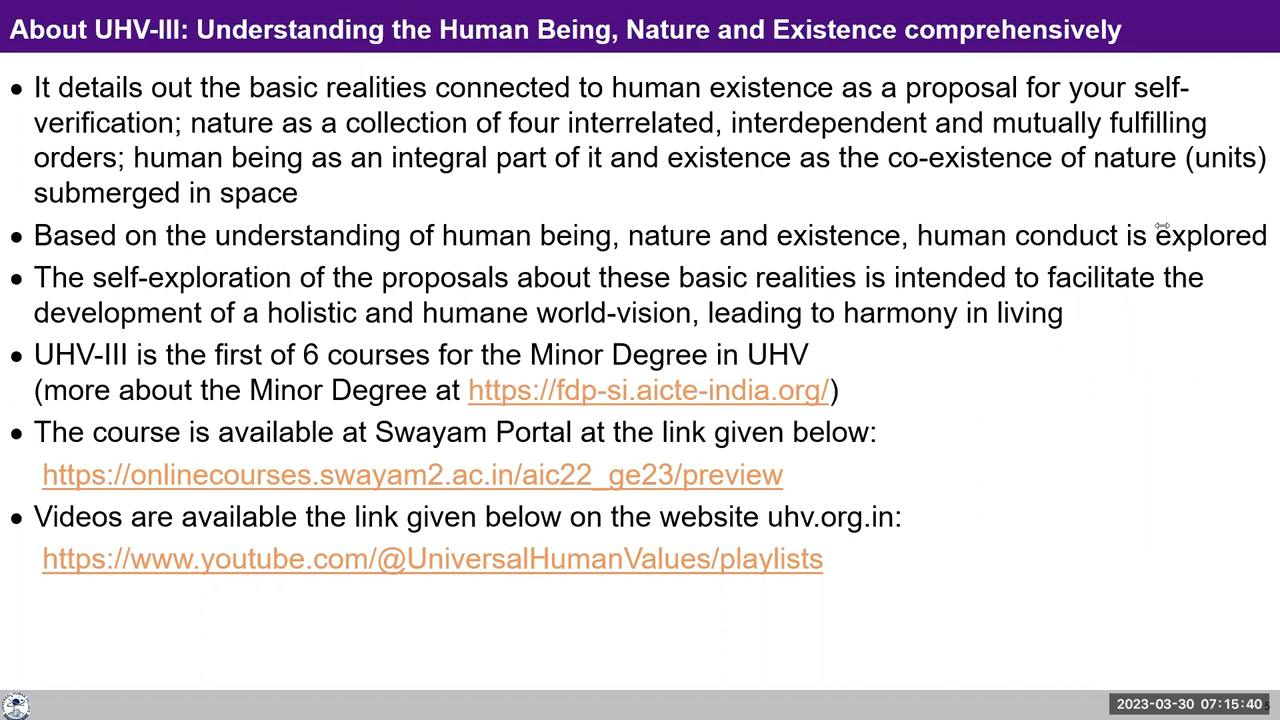 About UHV-III: Understanding the Human Being, Nature and Existence comprehensively
• It details out the basic realities connected to human existence as a proposal for your self-
verification; nature as a collection of four interrelated, interdependent and mutually fulfilling
orders; human being as an integral part of it and existence as the co-existence of nature (units)
submerged in space
• Based on the understanding of human being, nature and existence, human conduct is explored
• The self-exploration of the proposals about these basic realities is intended to facilitate the
development of a holistic and humane world-vision, leading to harmony in living
• UHV-III is the first of 6 courses for the Minor Degree in UHV
(more about the Minor Degree at https://fdp-si.aicte-india.org/)
• The course is available at Swayam Portal at the link given below:
https://onlinecourses.swayam2.ac.in/aic22_ge23/preview
• Videos are available the link given below on the website uhv.org.in:
https://www.youtube.com/@UniversalHumanValues/playlists
2023-03-30 07:15:40
5